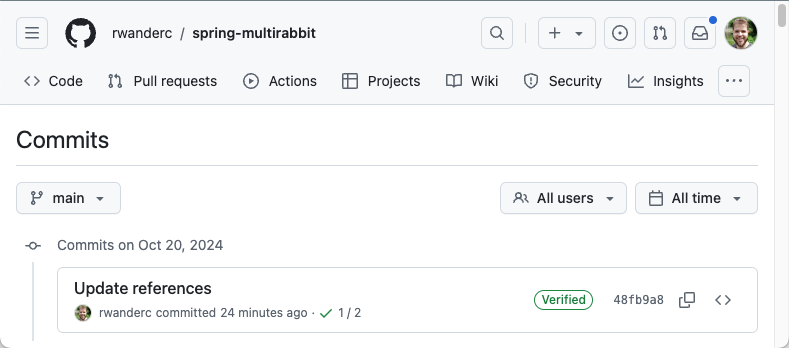 rwanderc / spring-multirabbit
Code Pull requests Actions Projects Wiki Security Insights
Commits
main All users All time
Commits on Oct 20, 2024
Update references
Verified 48fb9a8
rwanderc committed 24 minutes ago · 1 / 2